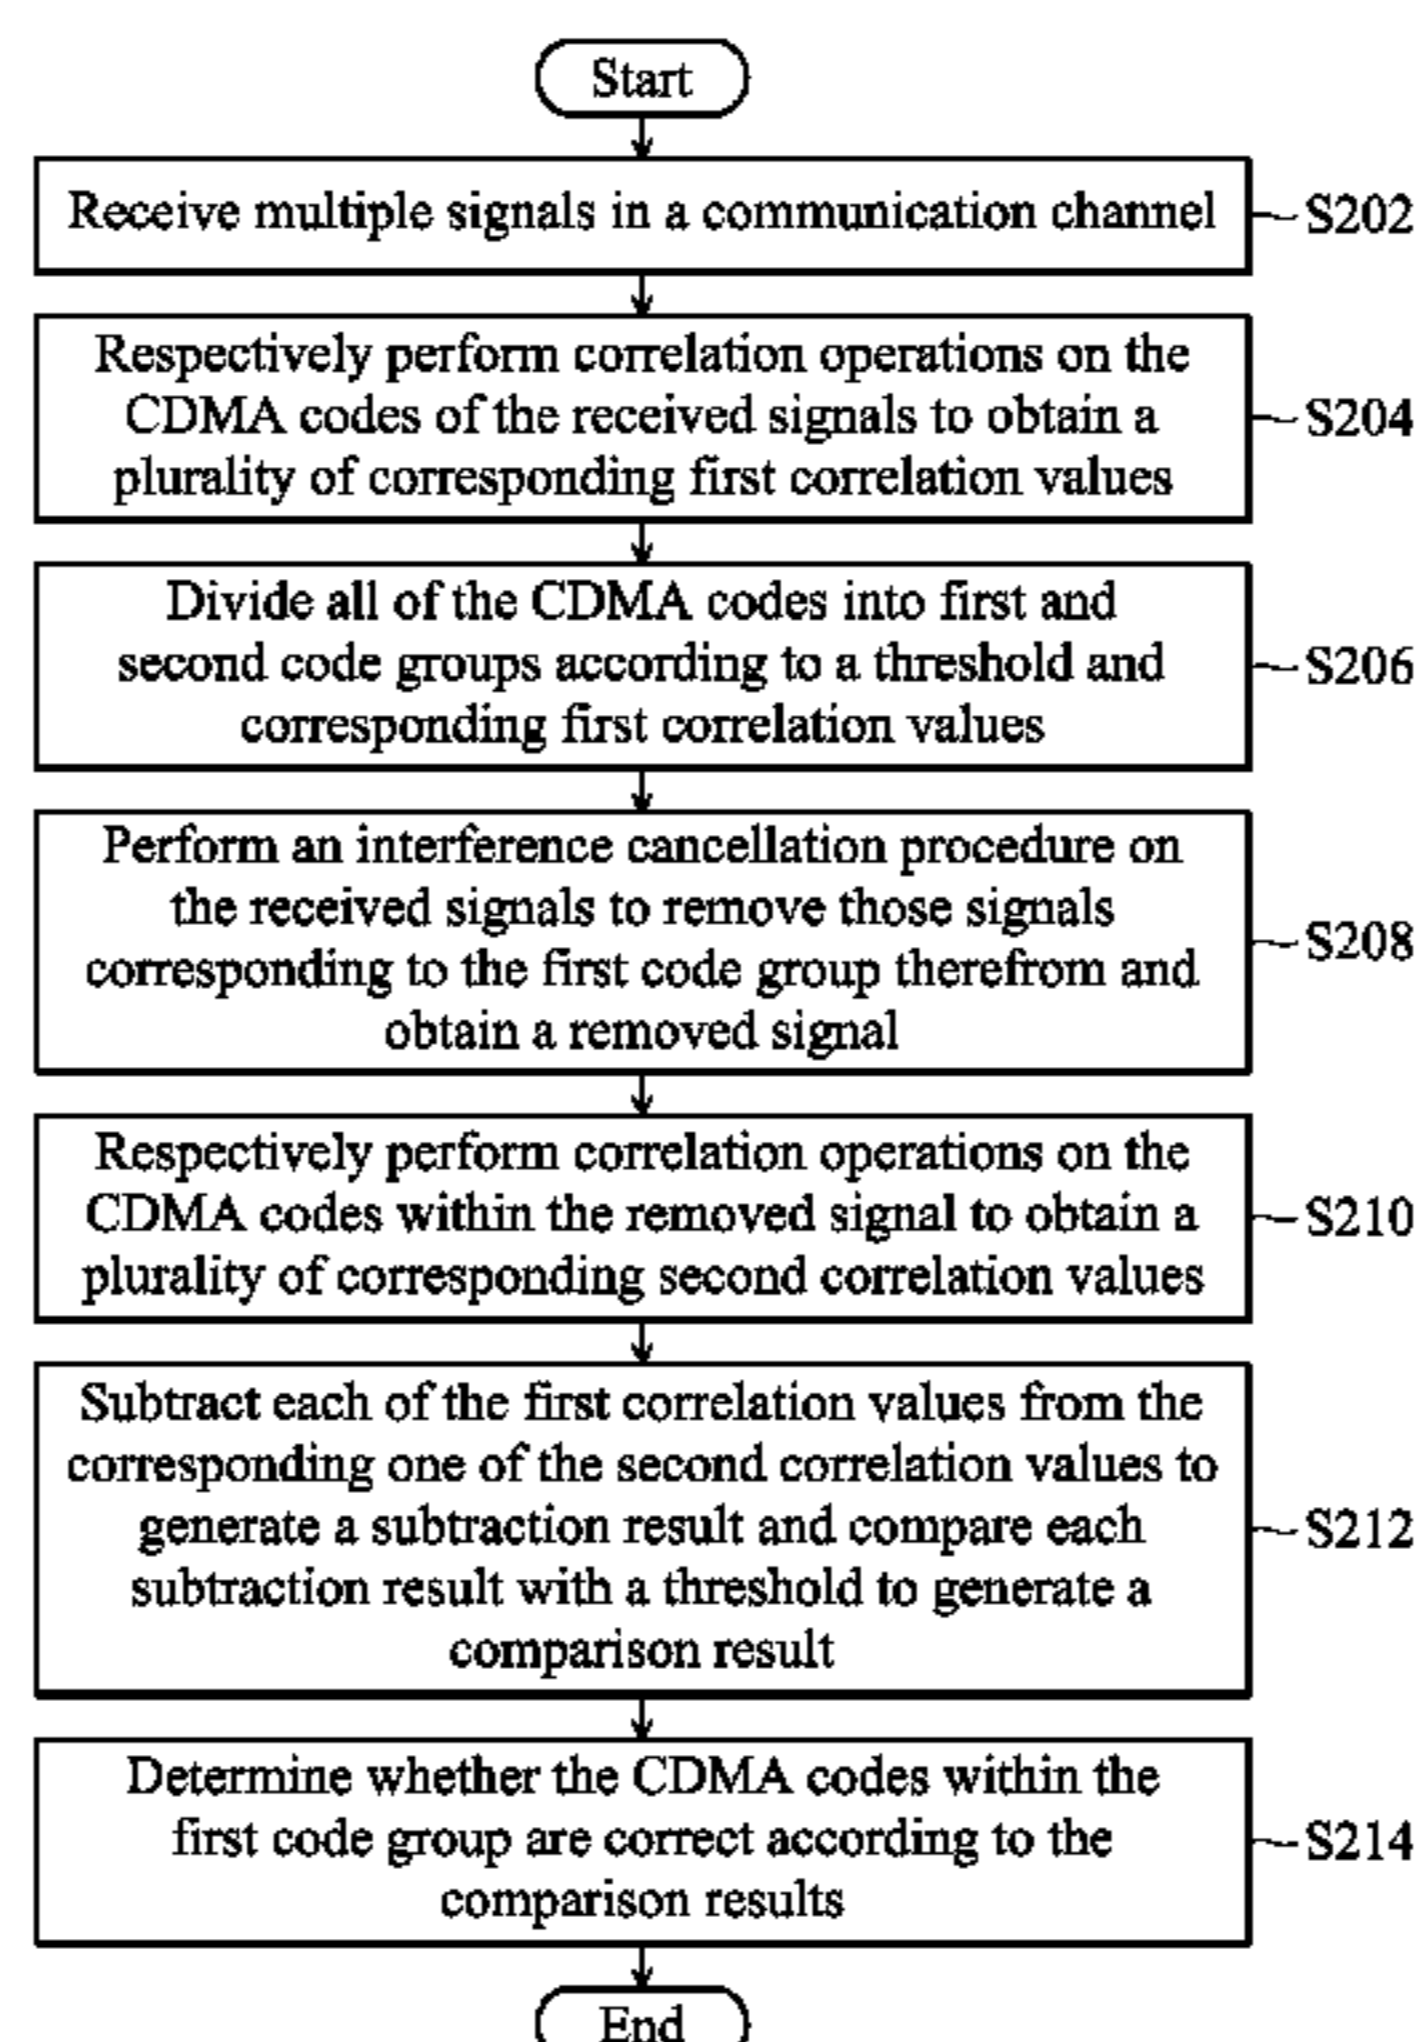 Start
Receive multiple signals in a communication channel
S202
Respectively perform correlation operations on the
CDMA codes of the received signals to obtain a
plurality of corresponding first correlation values
S204
Divide all of the CDMA codes into first and
second code groups according to a threshold and
corresponding first correlation values
S206
Perform an interference cancellation procedure on
the received signals to remove those signals
corresponding to the first code group therefrom and
obtain a removed signal
S208
Respectively perform correlation operations on the
CDMA codes within the removed signal to obtain a
plurality of corresponding second correlation values
S210
Subtract each of the first correlation values from the
corresponding one of the second correlation values to
generate a subtraction result and compare each
subtraction result with a threshold to generate a
comparison result
S212
Determine whether the CDMA codes within the
first code group are correct according to the
comparison results
S214
End